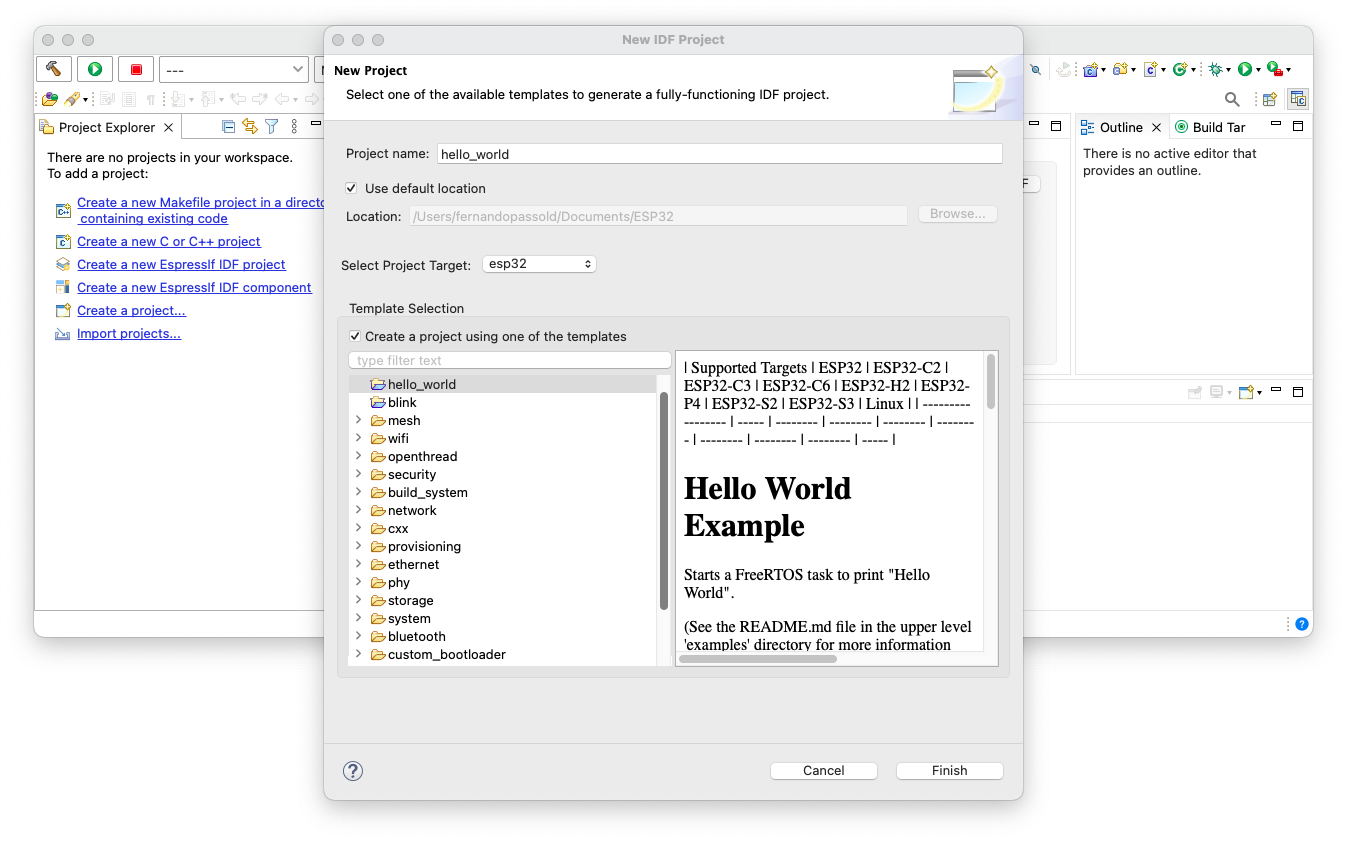 New IDF Project
---
New Project
Select one of the available templates to generate a fully-functioning IDF project.
Project Explorer
There are no projects in your workspace.
To add a project:
Create a new Makefile project in a directo
containing existing code
Create a new C or C++ project
Create a new Espressif IDF project
Create a new Espressif IDF component
Create a project...
Import projects...
Project name: hello_world
Use default location
Location: /Users/fernandopassold/Documents/ESP32
Browse...
Select Project Target: esp32
Template Selection
Create a project using one of the templates
type filter text
hello_world
blink
mesh
wifi
openthread
security
build_system
network
cxx
provisioning
ethernet
phy
storage
system
bluetooth
custom_bootloader
| Supported Targets | ESP32 | ESP32-C2 |
ESP32-C3 | ESP32-C6 | ESP32-H2 | ESP32-
P4 | ESP32-S2 | ESP32-S3 | Linux | | ---------
-------- | ----- | -------- | -------- | -------- | -------
- | -------- | -------- | -------- | ----- |
Hello World
Example
Starts a FreeRTOS task to print "Hello
World".
(See the README.md file in the upper level
'examples' directory for more information
Cancel
Finish
Outline
Build Tar
There is no active editor that
provides an outline.